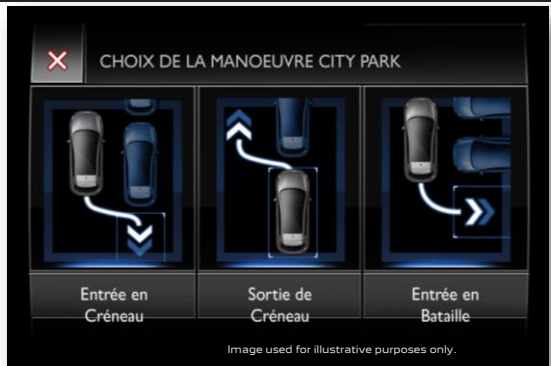 CHOIX DE LA MANOEUVRE CITY PARK
Entrée en
Créneau
Sortie de
Créneau
Entrée en
Bataille
Image used for illustrative purposes only.